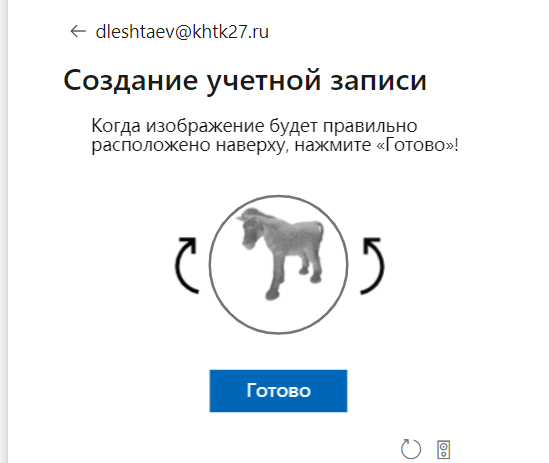 dleshtaev@khtk27.ru
Создание учетной записи
Когда изображение будет правильно
расположено наверху, нажмите «Готово»!
Готово